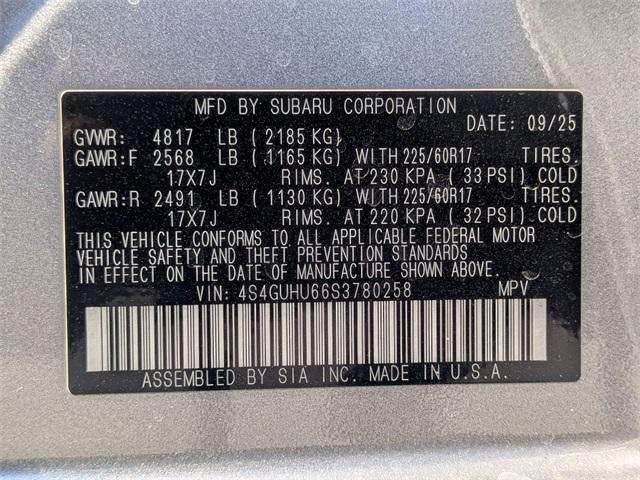 MFD BY SUBARU CORPORATION
DATE: 09/25
GVWR: 4817 LB (2185 KG)
GAWR:F 2568 LB (1165 KG) WITH 225/60R17 TIRES.
17X7J RIMS. AT 230 KPA (33 PSI) COLD
GAWR:R 2491 LB (1130 KG) WITH 225/60R17 TIRES.
17X7J RIMS. AT 220 KPA (32 PSI) COLD
THIS VEHICLE CONFORMS TO ALL APPLICABLE FEDERAL MOTOR
VEHICLE SAFETY AND THEFT PREVENTION STANDARDS
IN EFFECT ON THE DATE OF MANUFACTURE SHOWN ABOVE.
VIN: 4S4GUHU66S3780258 MPV
ASSEMBLED BY SIA INC. MADE IN U.S.A.